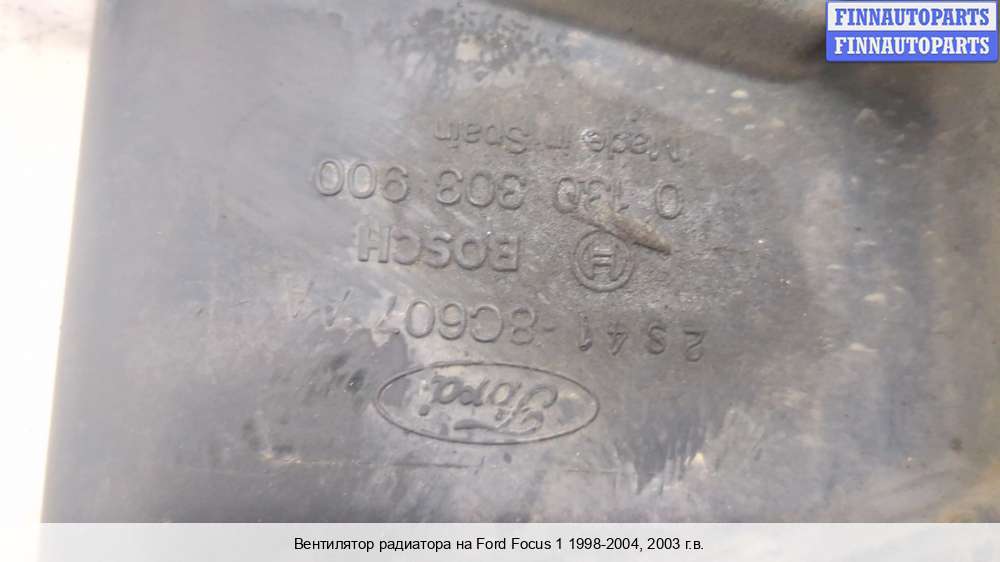 FINNAUTOPARTS
FINNAUTOPARTS
Ford
2S41-8C607-AA
BOSCH
0 130 303 900
Made in Spain
Вентилятор радиатора на Ford Focus 1 1998-2004, 2003 г.в.